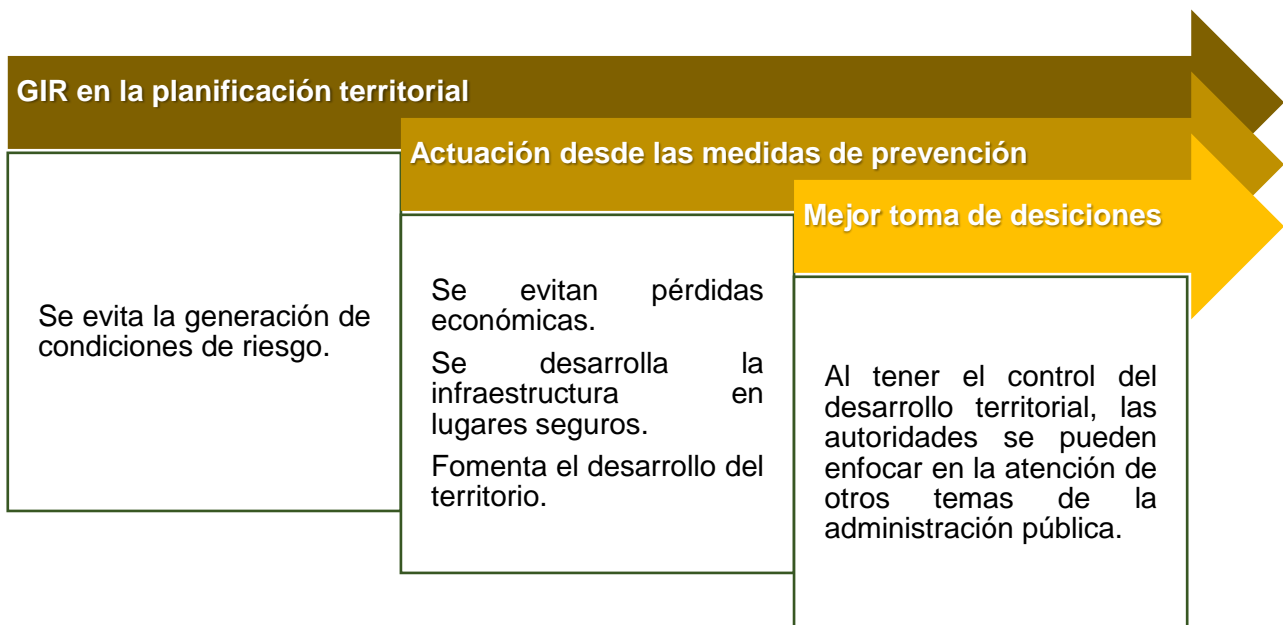 GIR en la planificación territorial
Se evita la generación de
condiciones de riesgo.
Actuación desde las medidas de prevención
Se evitan pérdidas
económicas.
Se desarrolla la
infraestructura en
lugares seguros.
Fomenta el desarrollo del
territorio.
Mejor toma de desiciones
Al tener el control del
desarrollo territorial, las
autoridades se pueden
enfocar en la atención de
otros temas de la
administración pública.